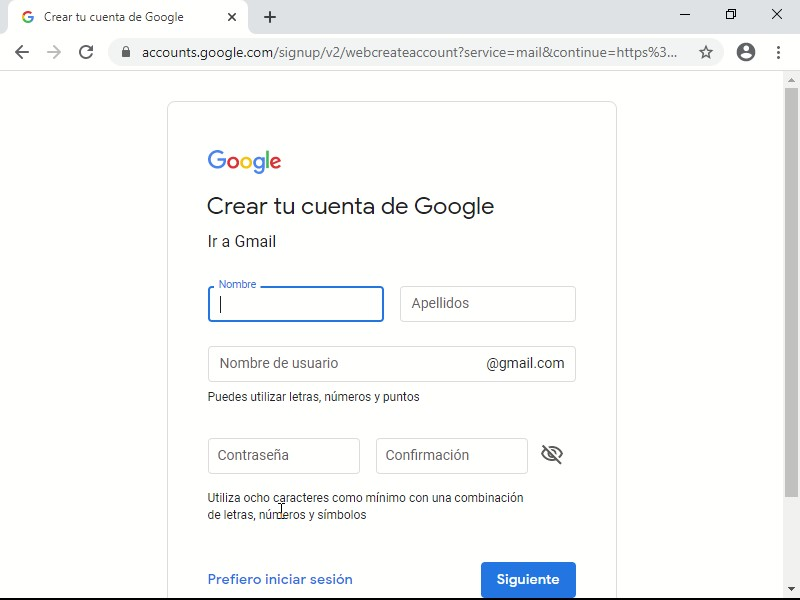 Crear tu cuenta de Google
accounts.google.com/signup/v2/webcreateaccount?service=mail&continue=https%3...
Google
Crear tu cuenta de Google
Ir a Gmail
Nombre
Apellidos
Nombre de usuario @gmail.com
Puedes utilizar letras, números y puntos
Contraseña
Confirmación
Utiliza ocho caracteres como mínimo con una combinación
de letras, números y símbolos
Prefiero iniciar sesión
Siguiente